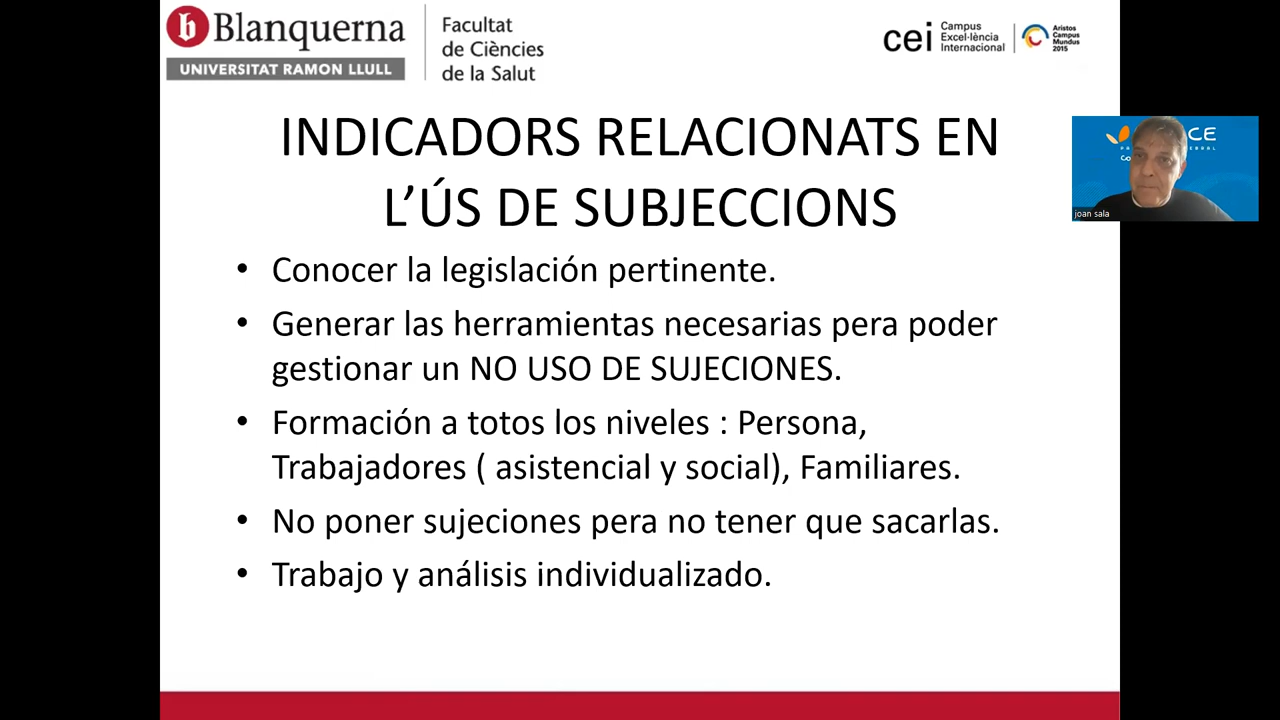 b Blanquerna
UNIVERSITAT RAMON LLULL
Facultat
de Ciències
de la Salut
cei
Campus
Excel·lència
Internacional
Aristos
Campus
Mundus
2015
INDICADORS RELACIONATS EN
L’ÚS DE SUBJECCIONS
• Conocer la legislación pertinente.
• Generar las herramientas necesarias pera poder
gestionar un NO USO DE SUJECIONES.
• Formación a totos los niveles : Persona,
Trabajadores ( asistencial y social), Familiares.
• No poner sujeciones pera no tener que sacarlas.
• Trabajo y análisis individualizado.
joan sala